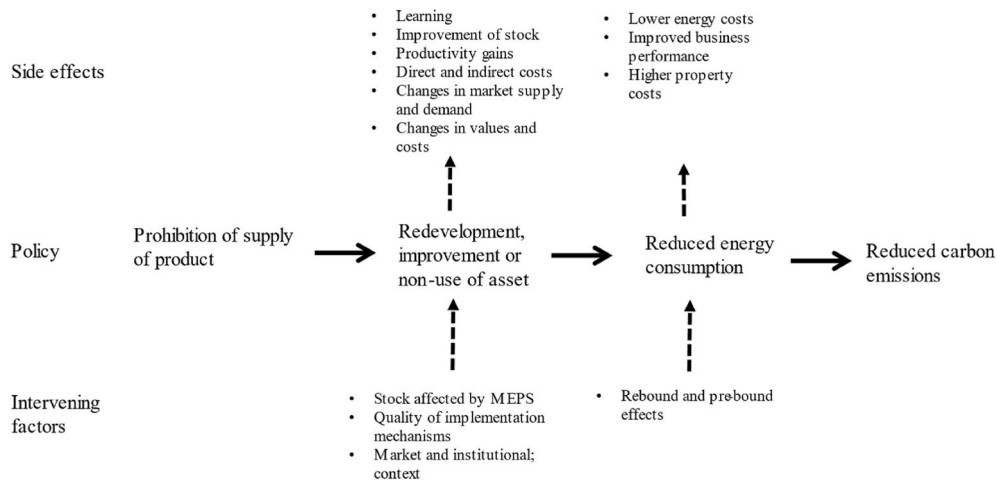 Side effects
• Learning
• Improvement of stock
• Productivity gains
• Direct and indirect costs
• Changes in market supply
and demand
• Changes in values and
costs
• Lower energy costs
• Improved business
performance
• Higher property
costs
Policy
Prohibition of supply
of product
Redevelopment,
improvement or
non-use of asset
Reduced energy
consumption
Reduced carbon
emissions
Intervening
factors
• Stock affected by MEPS
• Quality of implementation
mechanisms
• Market and institutional;
context
• Rebound and pre-bound
effects